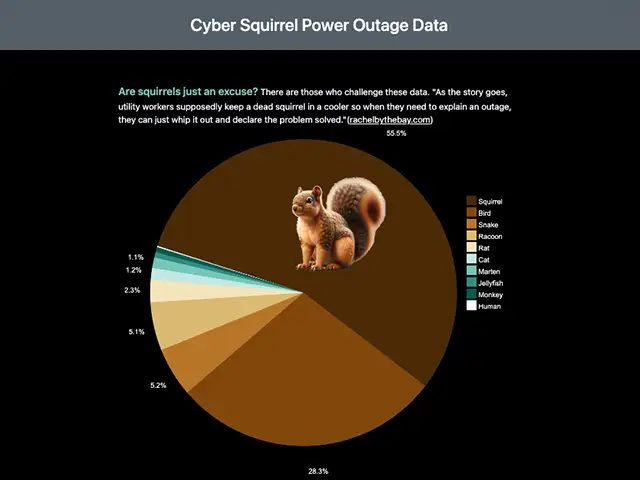 Cyber Squirrel Power Outage Data
Are squirrels just an excuse? There are those who challenge these data. "As the story goes,
utility workers supposedly keep a dead squirrel in a cooler so when they need to explain an outage,
they can just whip it out and declare the problem solved."(rachelbythebay.com)
55.5%
Squirrel
Bird
Snake
Racoon
Rat
Cat
Marten
Jellyfish
Monkey
Human
1.1%
1.2%
2.3%
5.1%
5.2%
28.3%